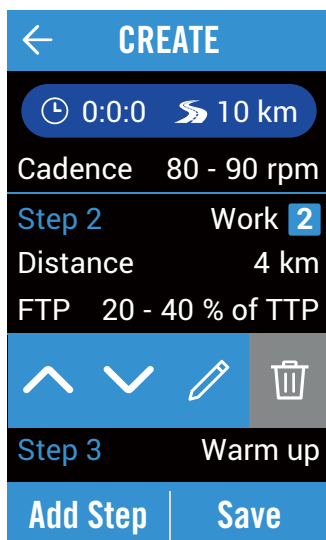 CREATE
0:0:0 10 km
Cadence 80 - 90 rpm
Step 2 Work 2
Distance 4 km
FTP 20 - 40 % of TTP
Step 3 Warm up
Add Step Save